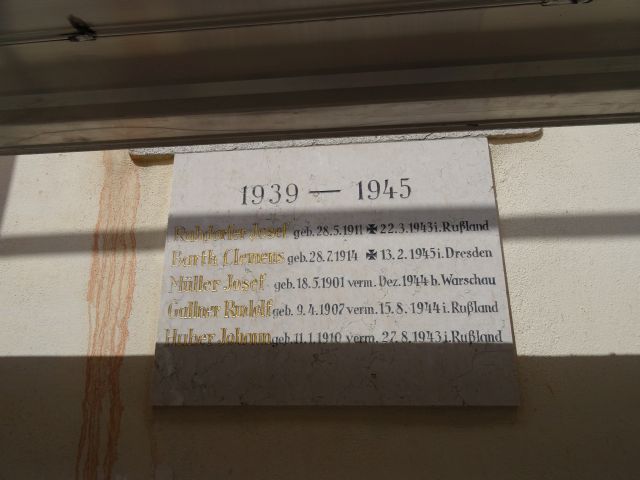 1939 — 1945
Josef geb. 28.5.1911 ✠ 22.3.1943 i. Rußland
Barth Clemens geb. 28.7.1914 ✠ 13.2.1945 i. Dresden
Müller Josef geb. 18.5.1901 verm. Dez. 1944 b. Warschau
Gallner Rudolf geb. 9.4.1907 verm. 15.8.1944 i. Rußland
Huber Johann geb. 11.1.1910 verm. 27.8.1943 i. Rußland